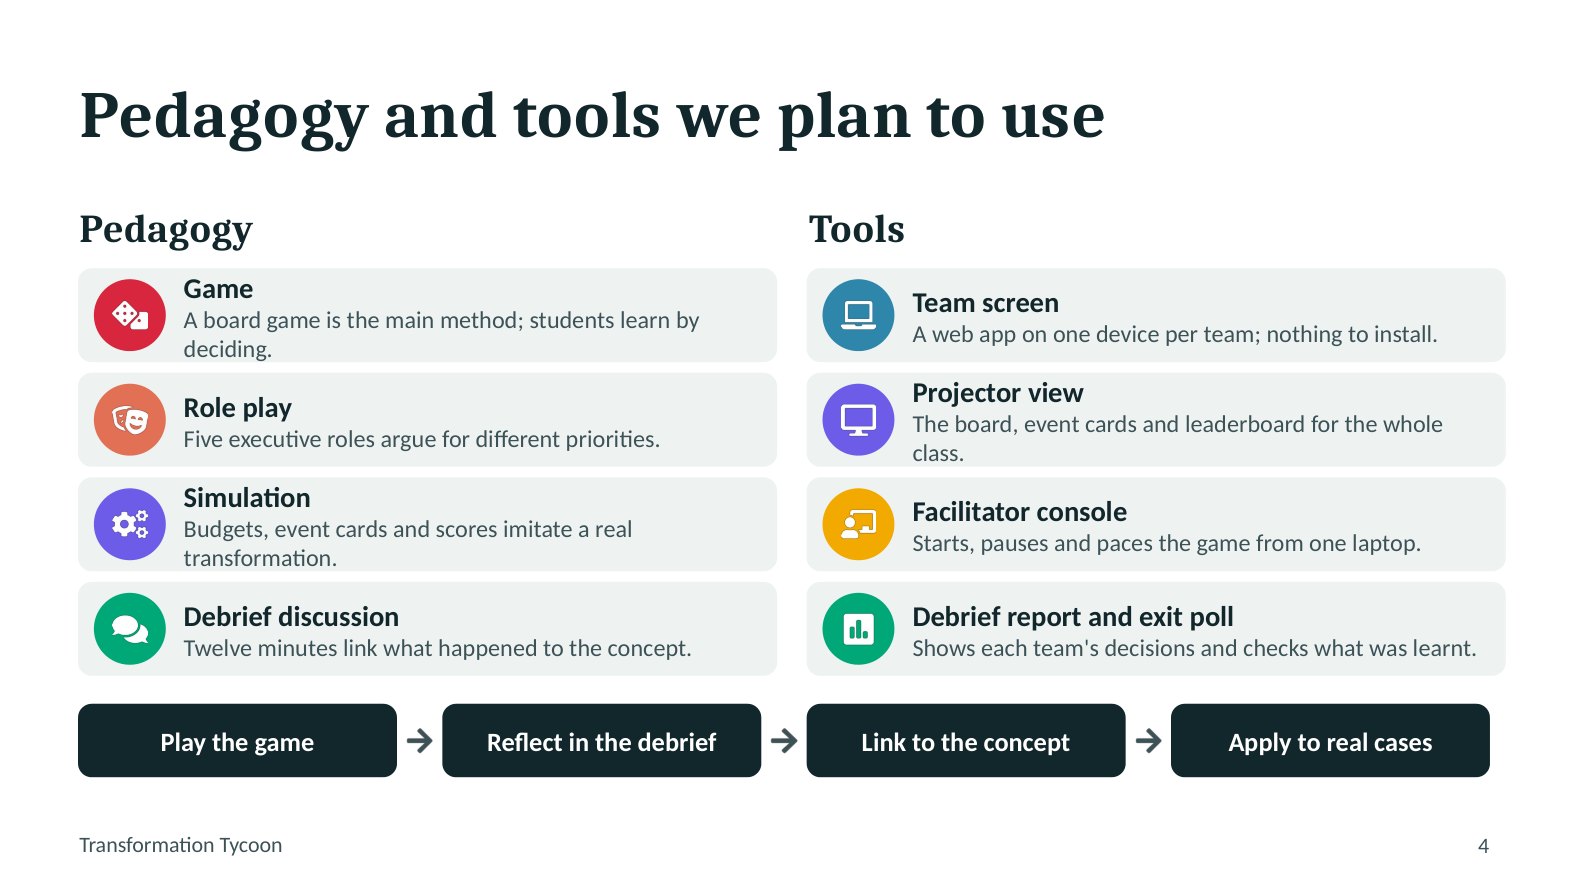 Pedagogy and tools we plan to use
Pedagogy
Game
A board game is the main method; students learn by
deciding.
Role play
Five executive roles argue for different priorities.
Simulation
Budgets, event cards and scores imitate a real
transformation.
Debrief discussion
Twelve minutes link what happened to the concept.
Tools
Team screen
A web app on one device per team; nothing to install.
Projector view
The board, event cards and leaderboard for the whole
class.
Facilitator console
Starts, pauses and paces the game from one laptop.
Debrief report and exit poll
Shows each team's decisions and checks what was learnt.
Play the game
Reflect in the debrief
Link to the concept
Apply to real cases
Transformation Tycoon
4